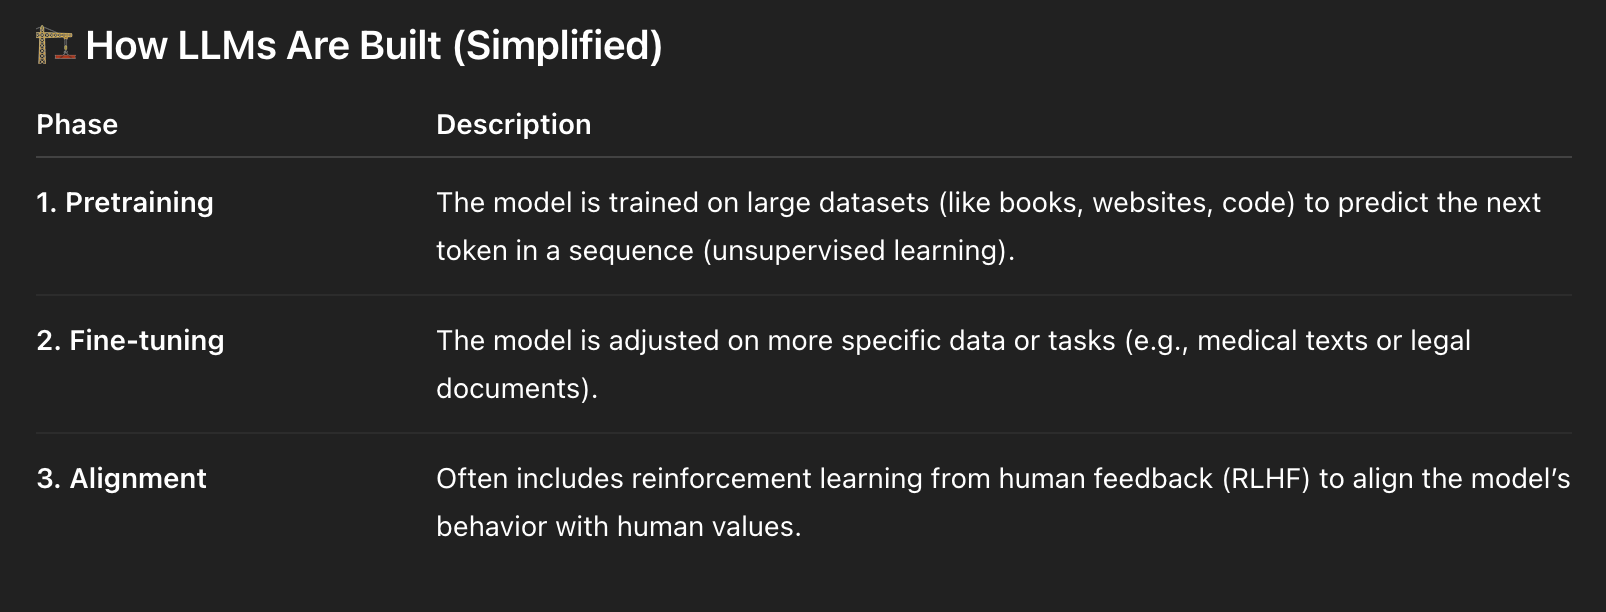 🏗️ How LLMs Are Built (Simplified)
Phase Description
1. Pretraining The model is trained on large datasets (like books, websites, code) to predict the next
token in a sequence (unsupervised learning).
2. Fine-tuning The model is adjusted on more specific data or tasks (e.g., medical texts or legal
documents).
3. Alignment Often includes reinforcement learning from human feedback (RLHF) to align the model’s
behavior with human values.